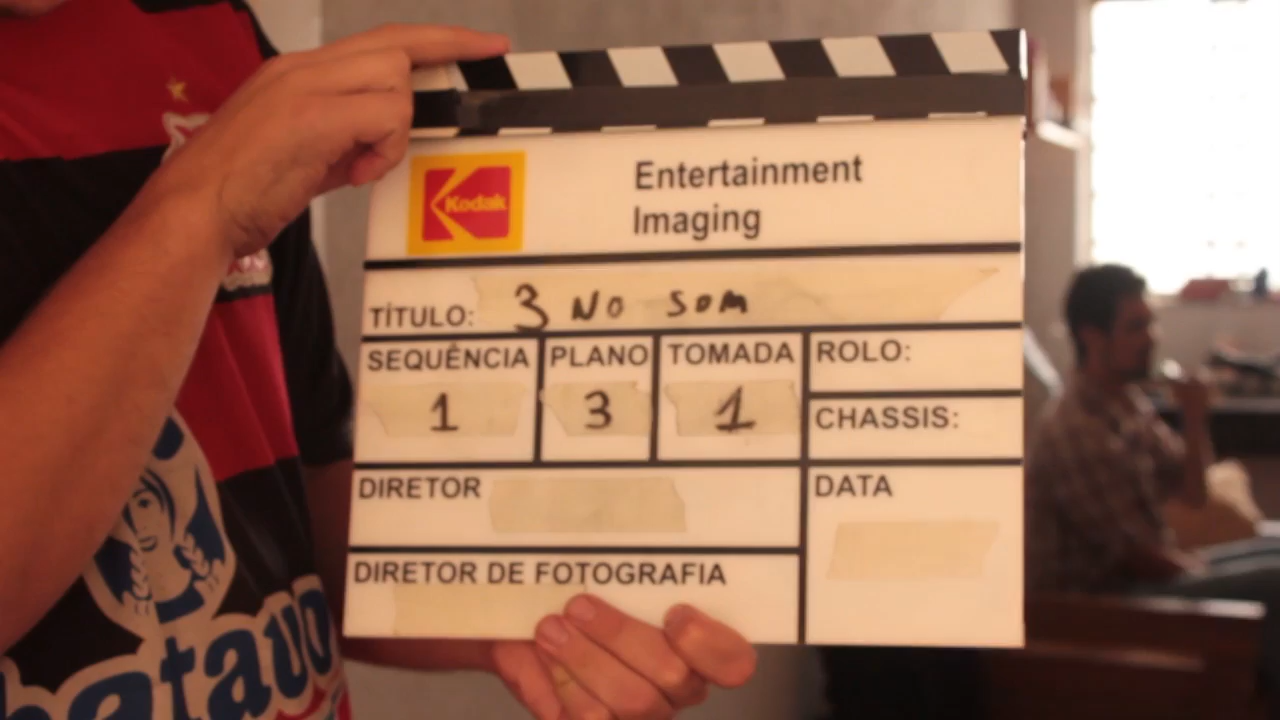 Kodak
Entertainment
Imaging
TÍTULO: 3 NO SOM
SEQUÊNCIA PLANO TOMADA ROLO:
1 3 1
CHASSIS:
DIRETOR
DATA
DIRETOR DE FOTOGRAFIA